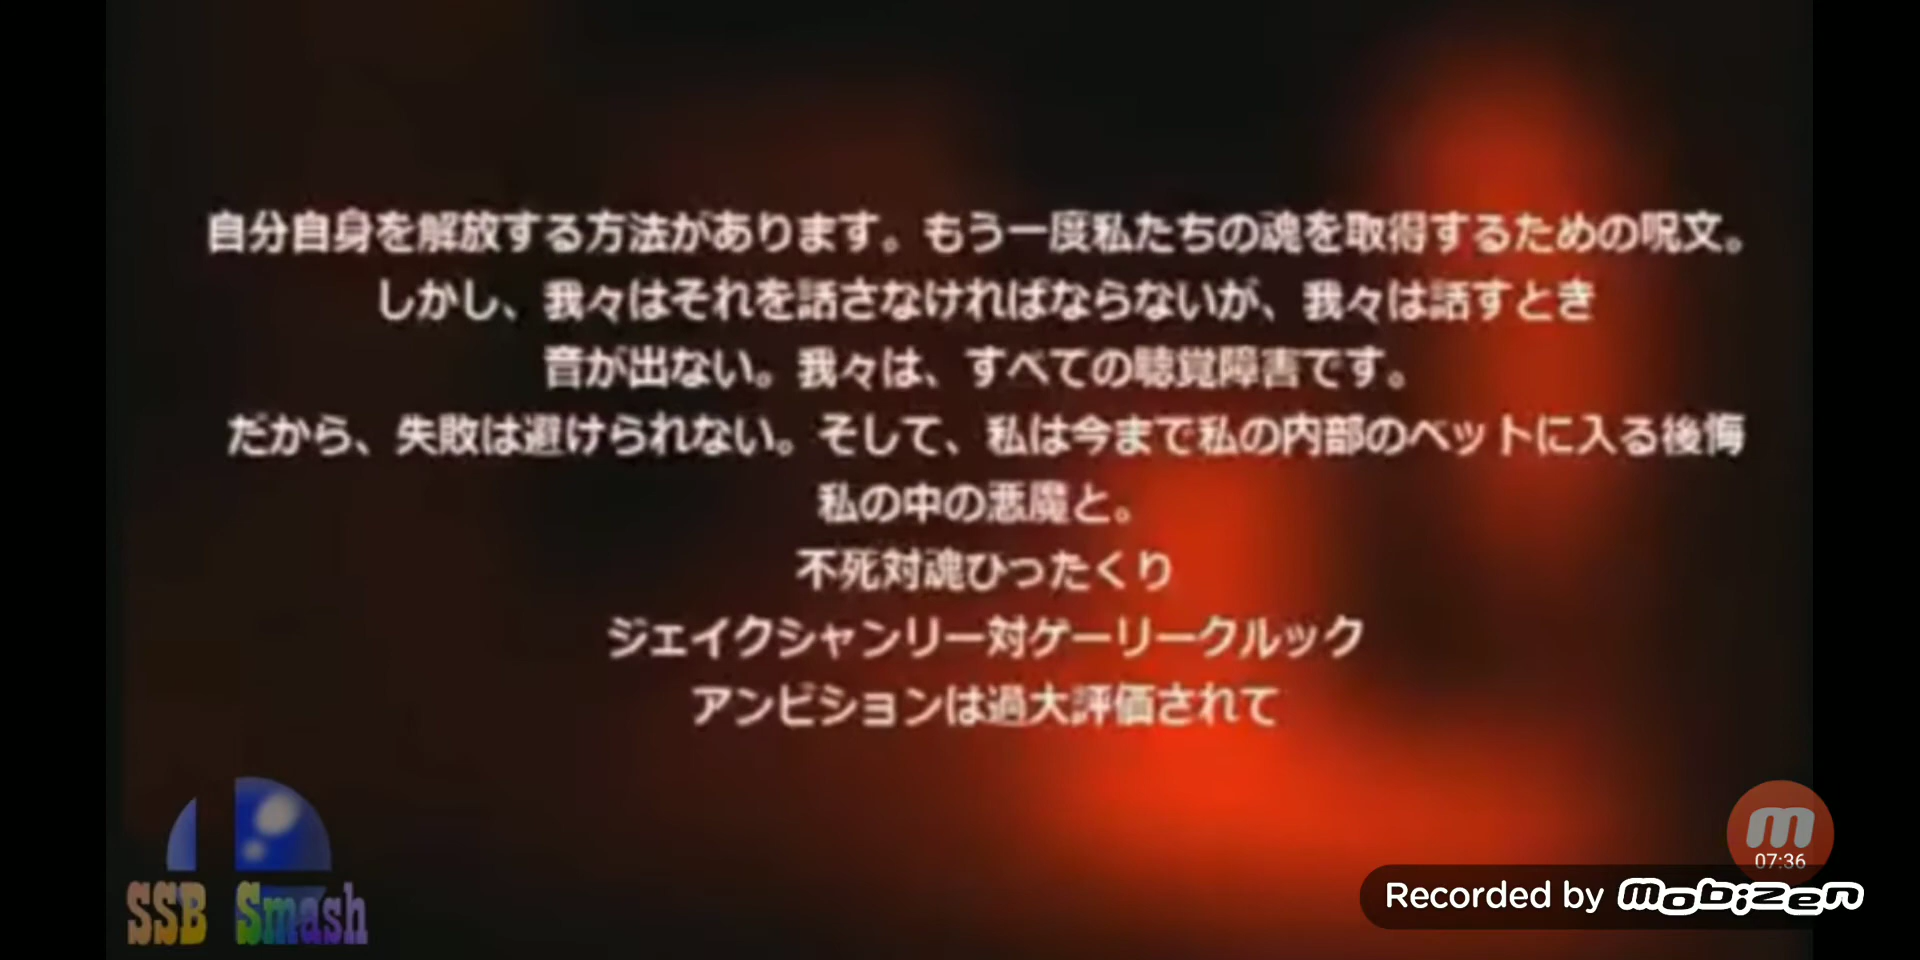 自分自身を解放する方法があります。もう一度私たちの魂を取得するための呪文。
しかし、我々はそれを話さなければならないが、我々は話すとき
音が出ない。我々は、すべての聴覚障害です。
だから、失敗は避けられない。そして、私は今まで私の内部のベットに入る後悔
私の中の悪魔と。
不死対魂ひったくり
ジェイクシャンリー対ゲーリークルック
アンビションは過大評価されて
SSB Smash
07:36
Recorded by mobizen